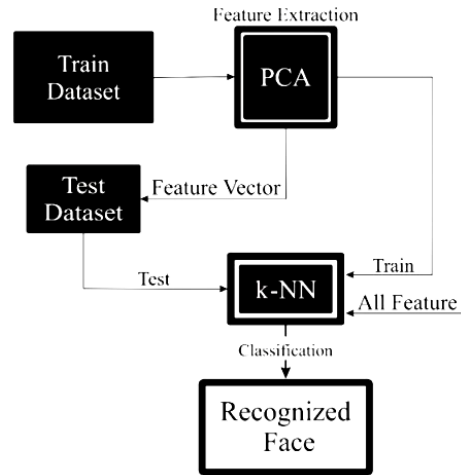 Feature Extraction
Train
Dataset
PCA
Test
Dataset
Feature Vector
Test
k-NN
Train
All Feature
Classification
Recognized
Face